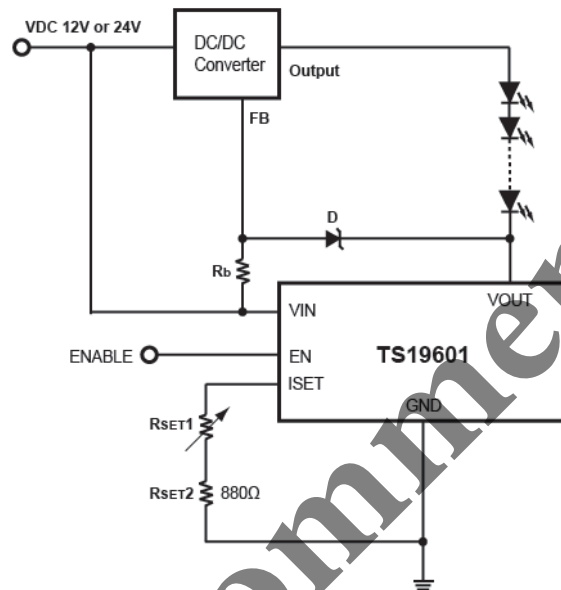 VDC 12V or 24V
DC/DC
Converter
Output
FB
D
Rb
VIN
VOUT
ENABLE
EN
TS19601
ISET
GND
RSET1
RSET2
880Ω